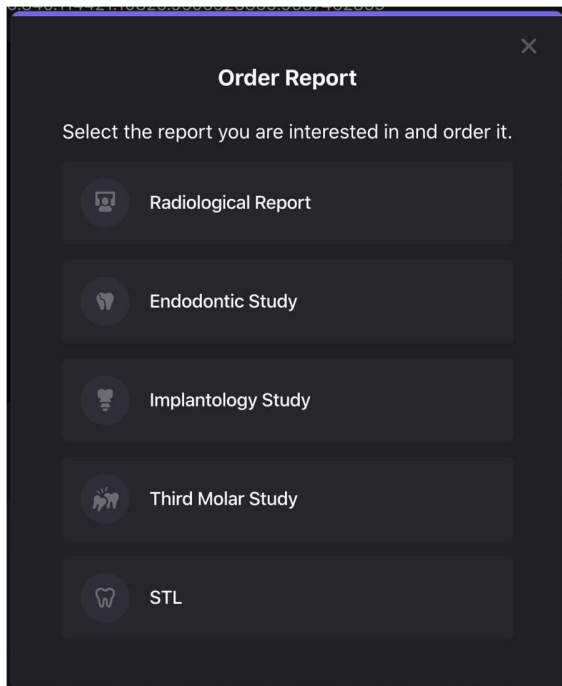 Order Report
Select the report you are interested in and order it.
Radiological Report
Endodontic Study
Implantology Study
Third Molar Study
STL